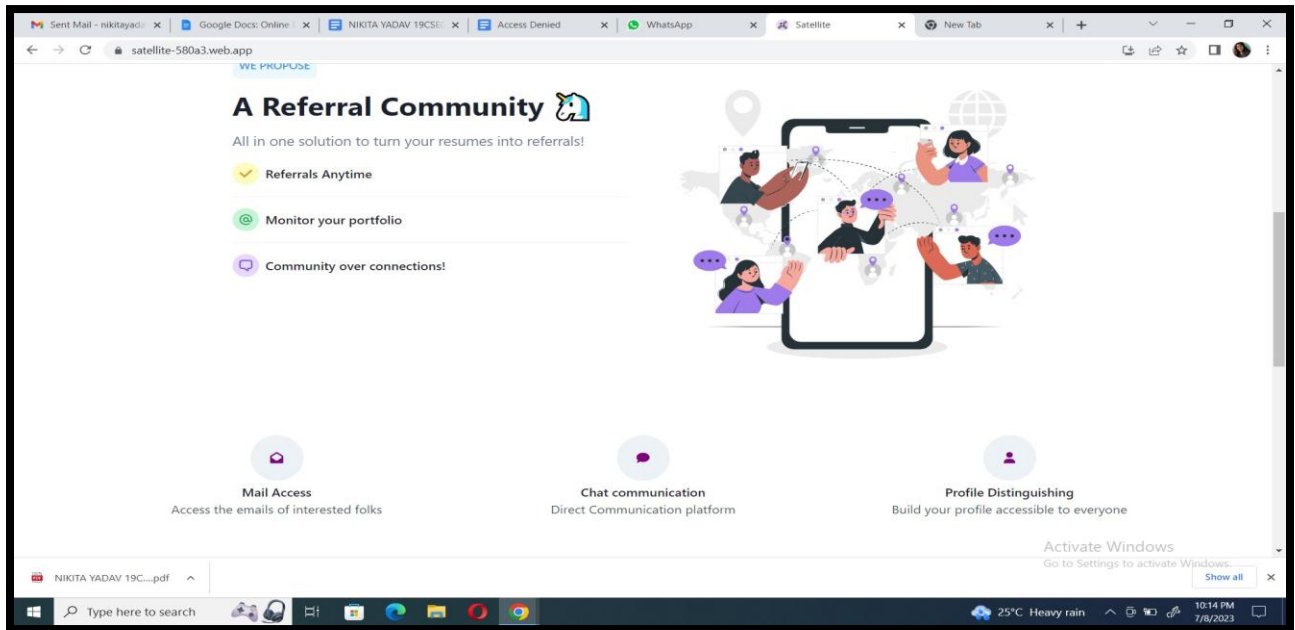 Sent Mail - nikitayada
Google Docs: Online
NIKITA YADAV 19CSE
Access Denied
WhatsApp
Satellite
New Tab
satellite-580a3.web.app
WE PROPOSE
A Referral Community
All in one solution to turn your resumes into referrals!
Referrals Anytime
Monitor your portfolio
Community over connections!
Mail Access
Access the emails of interested folks
Chat communication
Direct Communication platform
Profile Distinguishing
Build your profile accessible to everyone
Activate Windows
Go to Settings to activate Windows.
NIKITA YADAV 19C....pdf
Show all
Type here to search
25°C Heavy rain
10:14 PM
7/8/2023